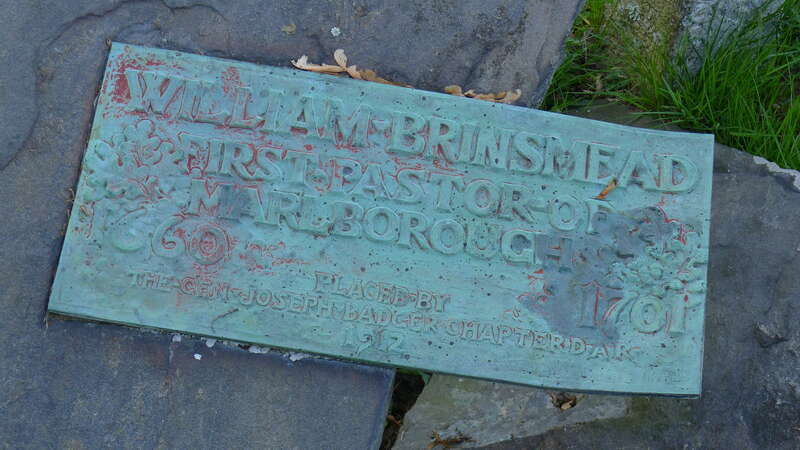 WILLIAM·BRINSMEAD
FIRST·PASTOR·OF
MARLBOROUGH
1660 1701
PLACED·BY
THE·GEN·JOSEPH·BADGER·CHAPTER·D·A·R·
1912